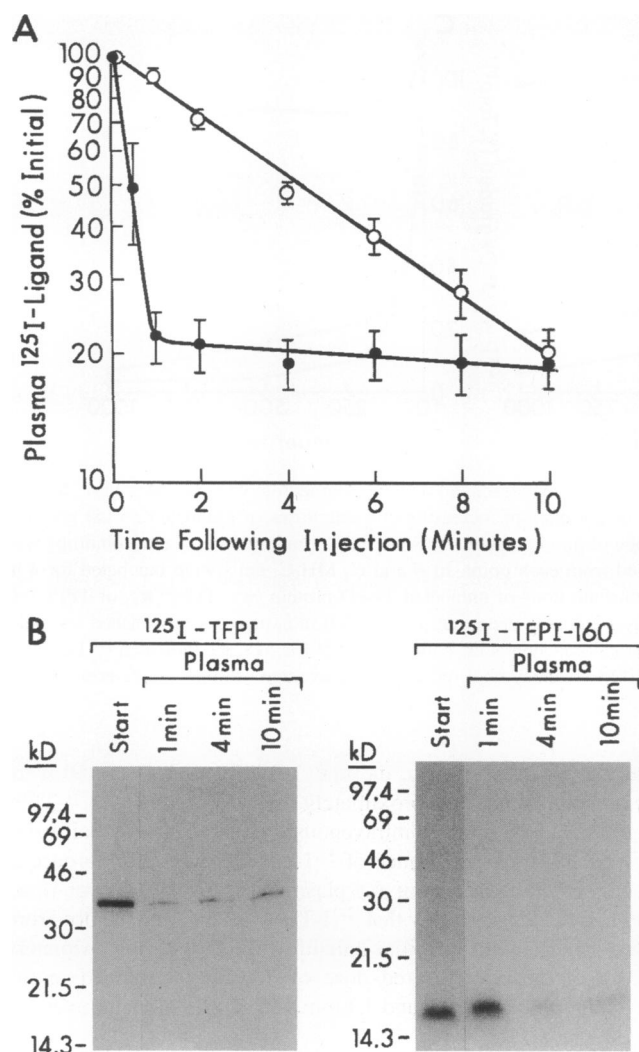 A
Plasma ¹²⁵I-Ligand (% Initial)
100
90
80
70
60
50
40
30
20
10
0 2 4 6 8 10
Time Following Injection (Minutes)
B
¹²⁵I-TFPI
Plasma
kD
Start
1min
4min
10min
97.4
69
46
30
21.5
14.3
¹²⁵I-TFPI-160
Plasma
kD
Start
1min
4min
10min
97.4
69
46
30
21.5
14.3